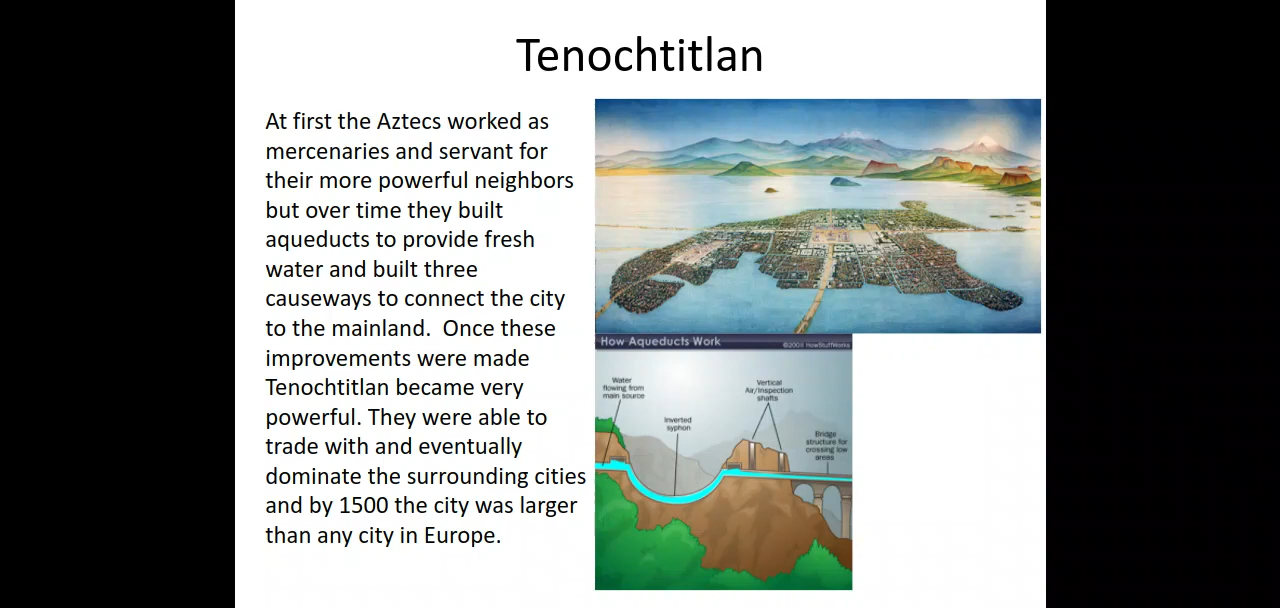 Tenochtitlan
At first the Aztecs worked as
mercenaries and servant for
their more powerful neighbors
but over time they built
aqueducts to provide fresh
water and built three
causeways to connect the city
to the mainland.  Once these
improvements were made
Tenochtitlan became very
powerful. They were able to
trade with and eventually
dominate the surrounding cities
and by 1500 the city was larger
than any city in Europe.
How Aqueducts Work
©2008 HowStuffWorks
Water
flowing from
main source
Inverted
syphon
Vertical
Air/Inspection
shafts
Bridge
structure for
crossing low
areas